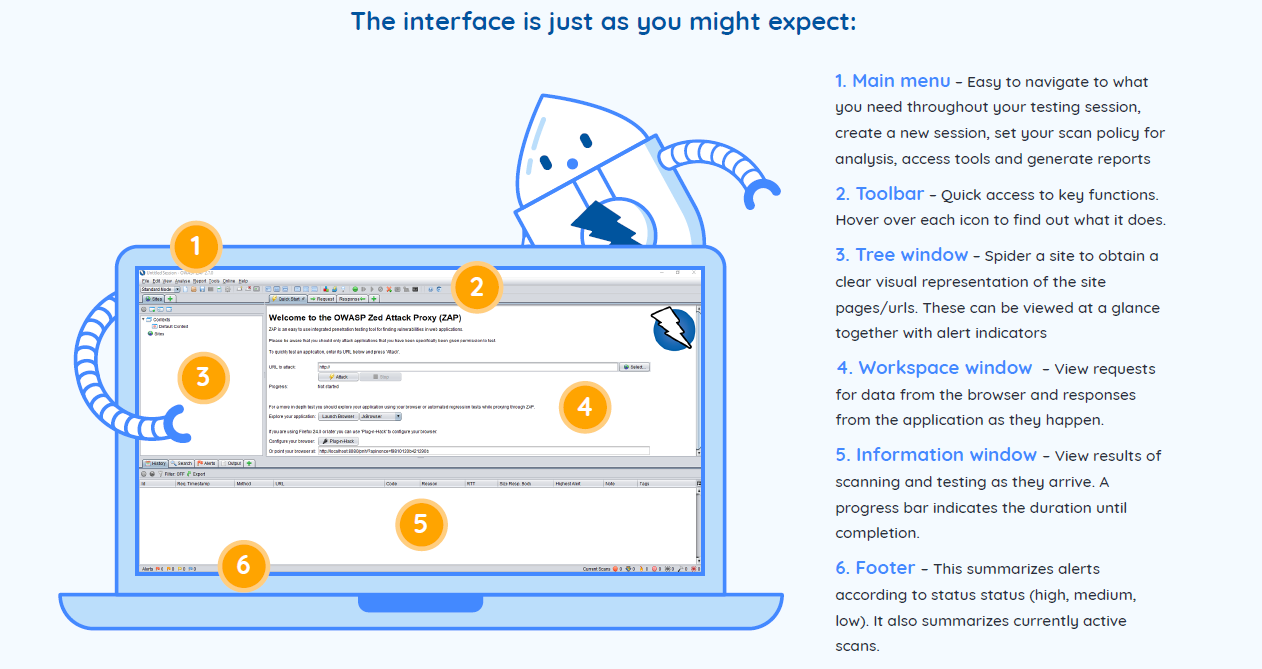 The interface is just as you might expect:
1
2
3
4
5
6
File Edit View Analyse Report Tools Online Help
Standard Mode
Sites
Quick Start Request Response
Contexts
Default Context
Sites
Welcome to the OWASP Zed Attack Proxy (ZAP)
ZAP is an easy to use integrated penetration testing tool for finding vulnerabilities in web applications.
Please be aware that you should only attack applications that you have been specifically been given permission to test.
To quickly test an application, enter its URL below and press 'Attack'.
URL to attack: http:// Select...
Attack Stop
Progress: Not started
For a more in depth test you should explore your application using your browser or automated regression tests while proxying through ZAP.
Explore your application: Launch Browser JxBrowser
If you are using Firefox 24.0 or later you can use 'Plug-n-Hack' to configure your browser:
Configure your browser: Plug-n-Hack
Or point your browser at:
History Search Alerts Output
Filter: OFF Export
Id Req. Timestamp Method URL Code Reason RTT Size Resp. Body Highest Alert Note Tags
Alerts 0 0 0 0 Current Scans 0 0 0 0 0 0 0
1. Main menu – Easy to navigate to what
you need throughout your testing session,
create a new session, set your scan policy for
analysis, access tools and generate reports
2. Toolbar – Quick access to key functions.
Hover over each icon to find out what it does.
3. Tree window – Spider a site to obtain a
clear visual representation of the site
pages/urls. These can be viewed at a glance
together with alert indicators
4. Workspace window – View requests
for data from the browser and responses
from the application as they happen.
5. Information window – View results of
scanning and testing as they arrive. A
progress bar indicates the duration until
completion.
6. Footer – This summarizes alerts
according to status status (high, medium,
low). It also summarizes currently active
scans.